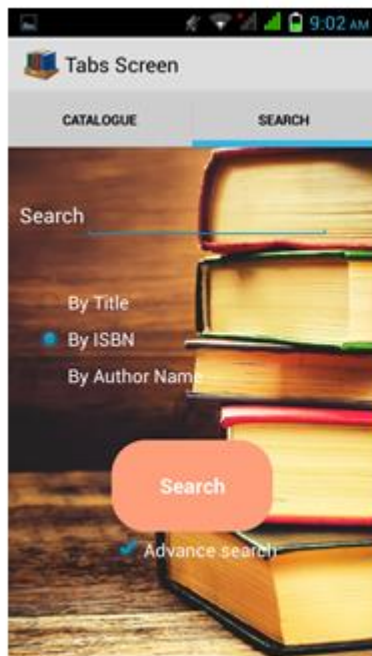 9:02 AM
Tabs Screen
CATALOGUE SEARCH
Search
By Title
By ISBN
By Author Name
Search
Advance search